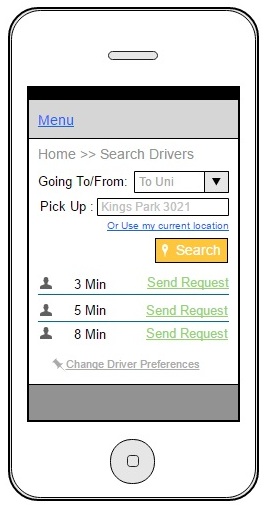 Menu
Home >> Search Drivers
Going To/From: To Uni
Pick Up : Kings Park 3021
Or Use my current location
Search
3 Min Send Request
5 Min Send Request
8 Min Send Request
Change Driver Preferences